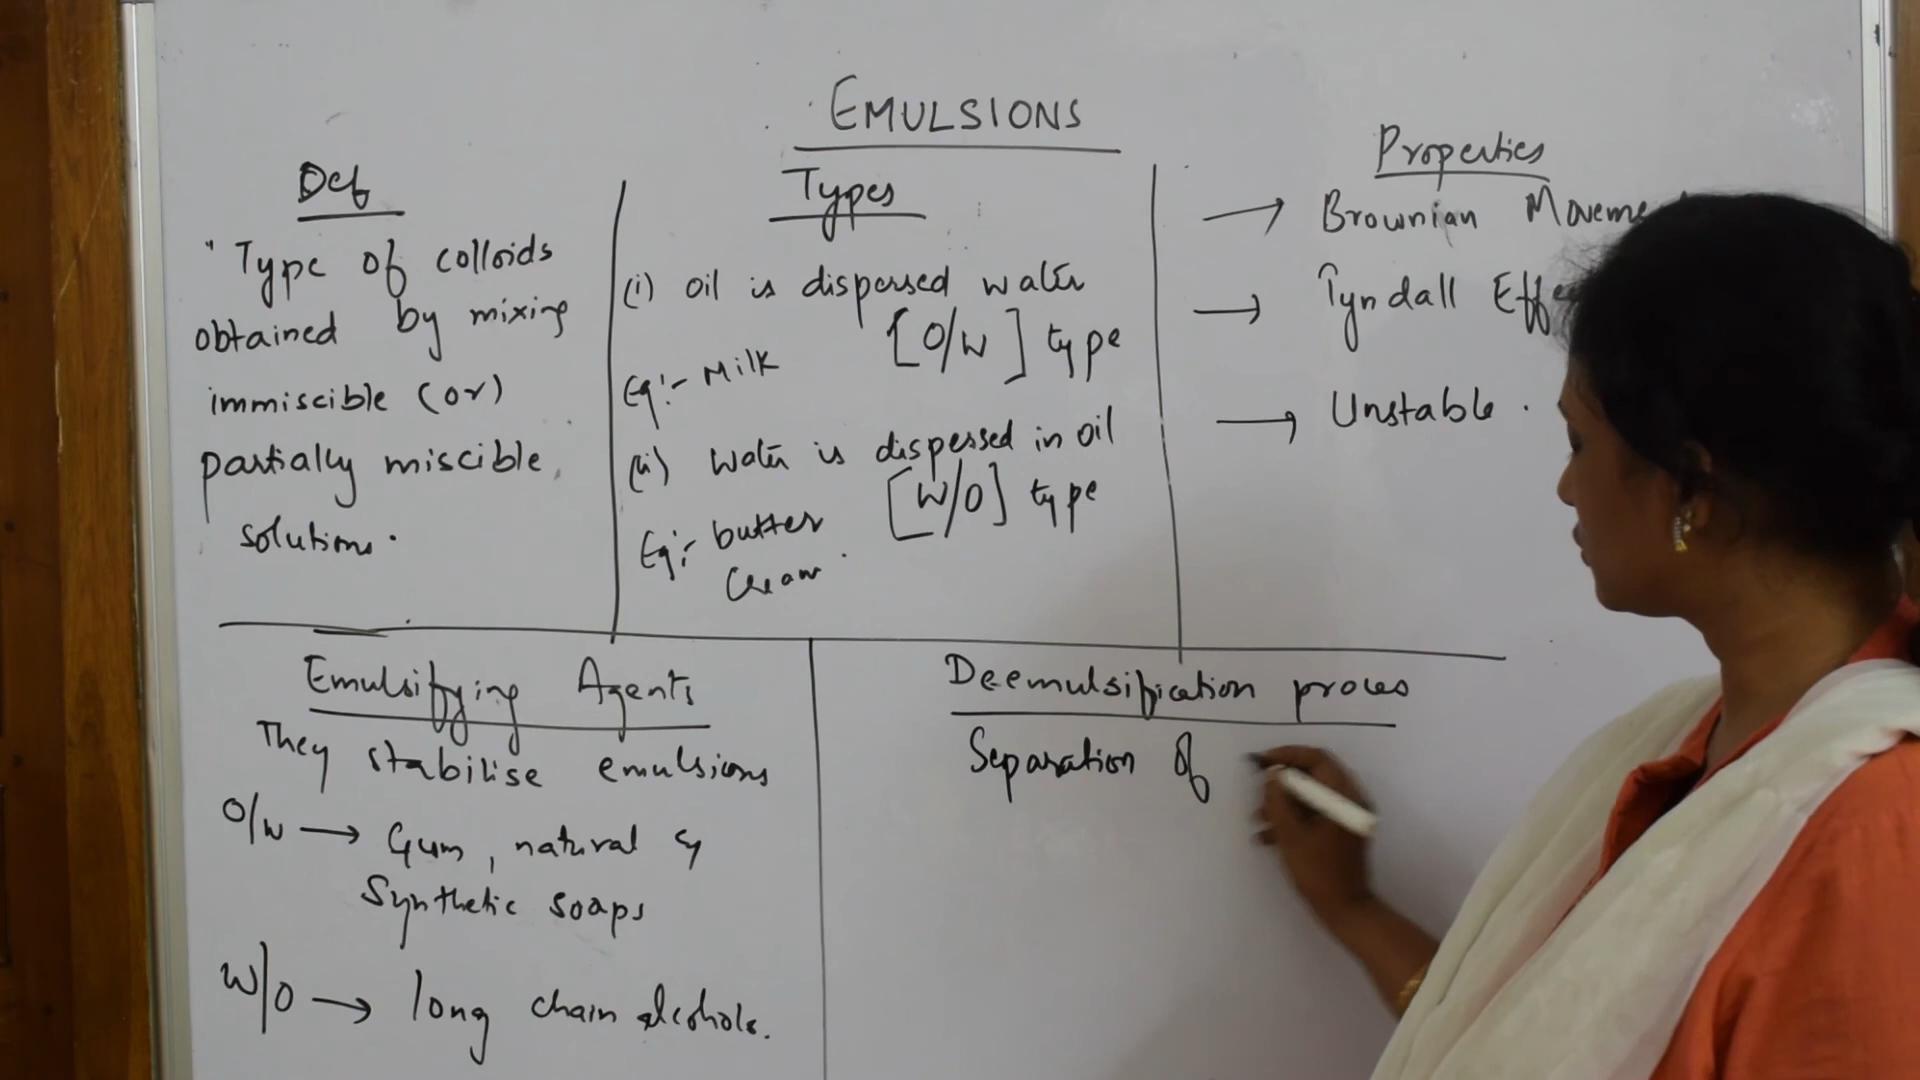 EMULSIONS
Def
"Type of colloids
obtained by mixing
immiscible (or)
partially miscible
solutions.
Types
(i) oil is dispersed water
[O/W] type
Eg:- Milk
(ii) water is dispersed in oil
[W/O] type
Eg:- butter
Cream
Properties
→ Brownian Moveme
→ Tyndall Effe
→ Unstable.
Emulsifying Agents
They stabilise emulsions
O/W → Gum, natural &
Synthetic soaps
W/O → long chain alcohols.
Deemulsification process
Separation of